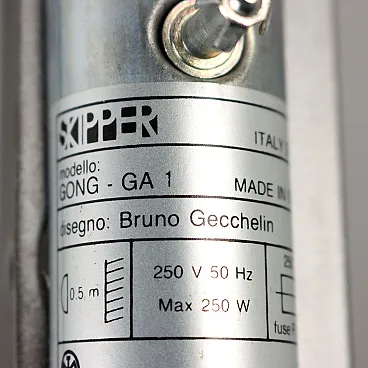 SKIPPER
ITALY
modello:
GONG - GA 1
MADE IN
disegno: Bruno Gecchelin
0.5, m
250 V 50 Hz
Max 250 W
250
fuse